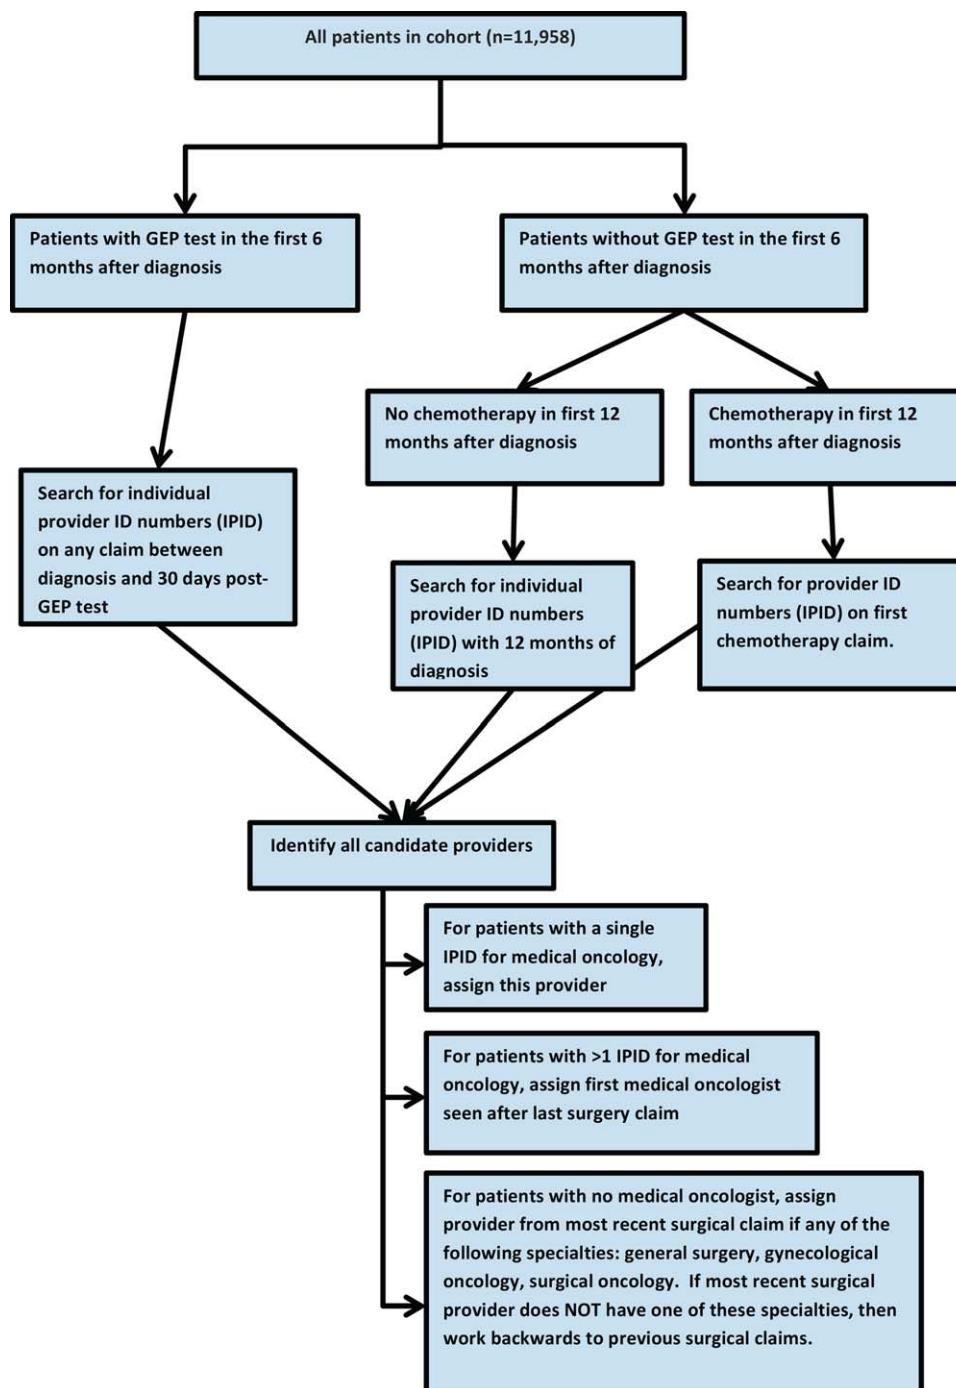 All patients in cohort (n=11,958)
Patients with GEP test in the first 6
months after diagnosis
Patients without GEP test in the first 6
months after diagnosis
No chemotherapy in first 12
months after diagnosis
Chemotherapy in first 12
months after diagnosis
Search for individual
provider ID numbers (IPID)
on any claim between
diagnosis and 30 days post-
GEP test
Search for individual
provider ID numbers
(IPID) with 12 months of
diagnosis
Search for provider ID
numbers (IPID) on first
chemotherapy claim.
Identify all candidate providers
For patients with a single
IPID for medical oncology,
assign this provider
For patients with >1 IPID for medical
oncology, assign first medical oncologist
seen after last surgery claim
For patients with no medical oncologist, assign
provider from most recent surgical claim if any of the
following specialties: general surgery, gynecological
oncology, surgical oncology.  If most recent surgical
provider does NOT have one of these specialties, then
work backwards to previous surgical claims.